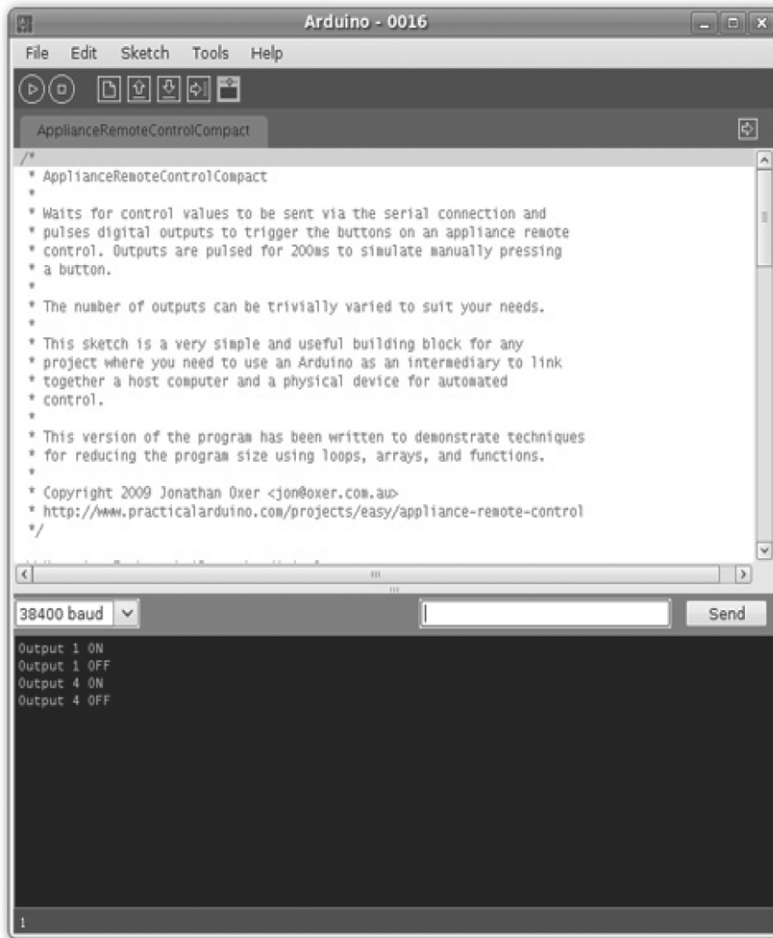 Arduino - 0016
File Edit Sketch Tools Help
ApplianceRemoteControlCompact
/*
* ApplianceRemoteControlCompact
*
* Waits for control values to be sent via the serial connection and
* pulses digital outputs to trigger the buttons on an appliance remote
* control. Outputs are pulsed for 200ms to simulate manually pressing
* a button.
*
* The number of outputs can be trivially varied to suit your needs.
*
* This sketch is a very simple and useful building block for any
* project where you need to use an Arduino as an intermediary to link
* together a host computer and a physical device for automated
* control.
*
* This version of the program has been written to demonstrate techniques
* for reducing the program size using loops, arrays, and functions.
*
* Copyright 2009 Jonathan Oxer <jon@oxer.com.au>
* http://www.practicalarduino.com/projects/easy/appliance-remote-control
*/
38400 baud Send
Output 1 ON
Output 1 OFF
Output 4 ON
Output 4 OFF
1